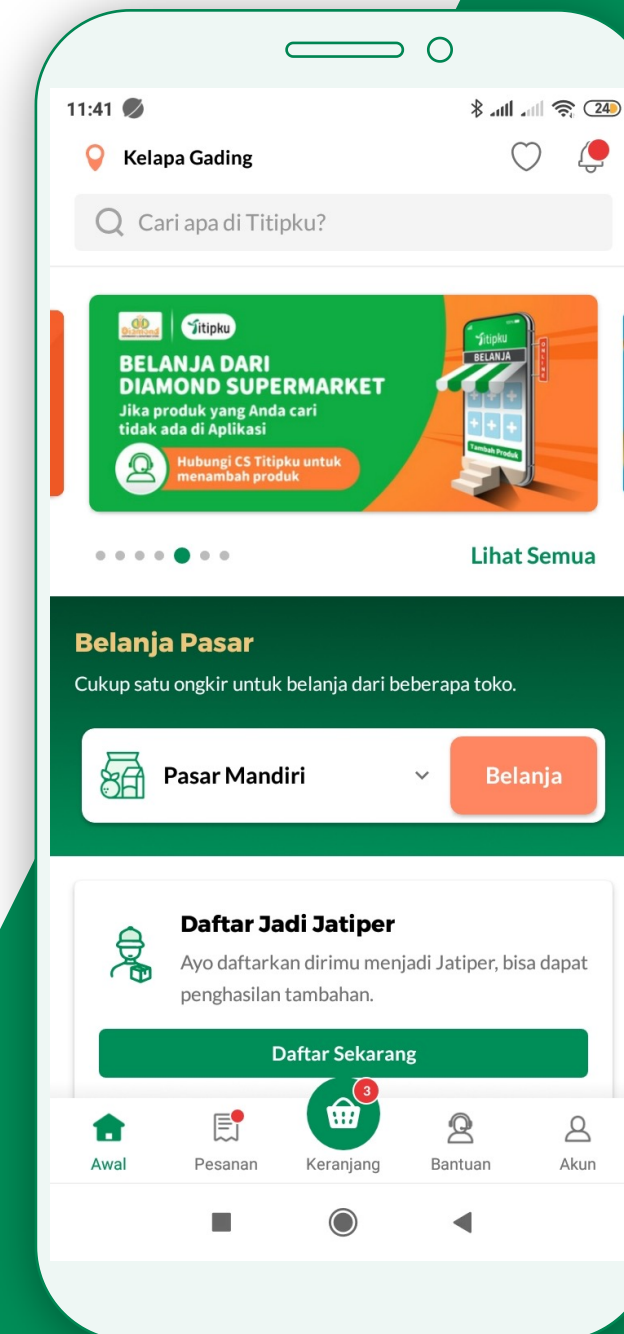 11:41
24
Kelapa Gading
Cari apa di Titipku?
Diamond
Titipku
BELANJA DARI
DIAMOND SUPERMARKET
Jika produk yang Anda cari
tidak ada di Aplikasi
Hubungi CS Titipku untuk
menambah produk
Titipku
BELANJA
ONLINE
Tambah Produk
Lihat Semua
Belanja Pasar
Cukup satu ongkir untuk belanja dari beberapa toko.
Pasar Mandiri
Belanja
Daftar Jadi Jatiper
Ayo daftarkan dirimu menjadi Jatiper, bisa dapat
penghasilan tambahan.
Daftar Sekarang
3
Awal
Pesanan
Keranjang
Bantuan
Akun